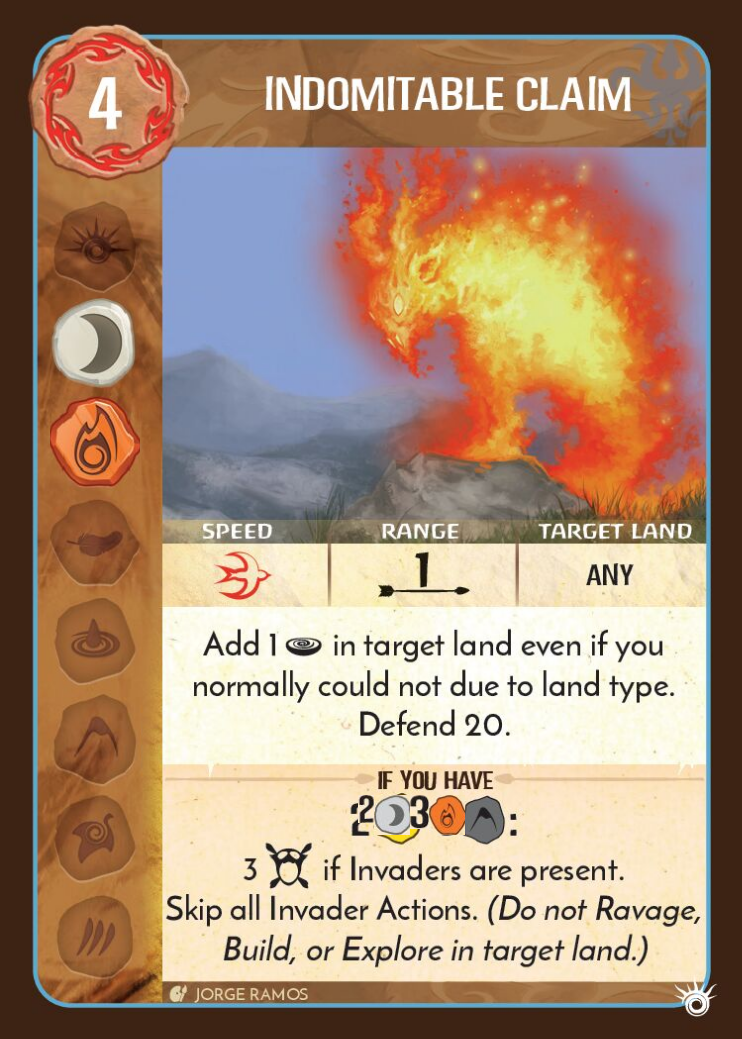 4
INDOMITABLE CLAIM
SPEED RANGE TARGET LAND
1 ANY
Add 1 in target land even if you
normally could not due to land type.
Defend 20.
IF YOU HAVE
2 3 :
3 if Invaders are present.
Skip all Invader Actions. (Do not Ravage,
Build, or Explore in target land.)
JORGE RAMOS